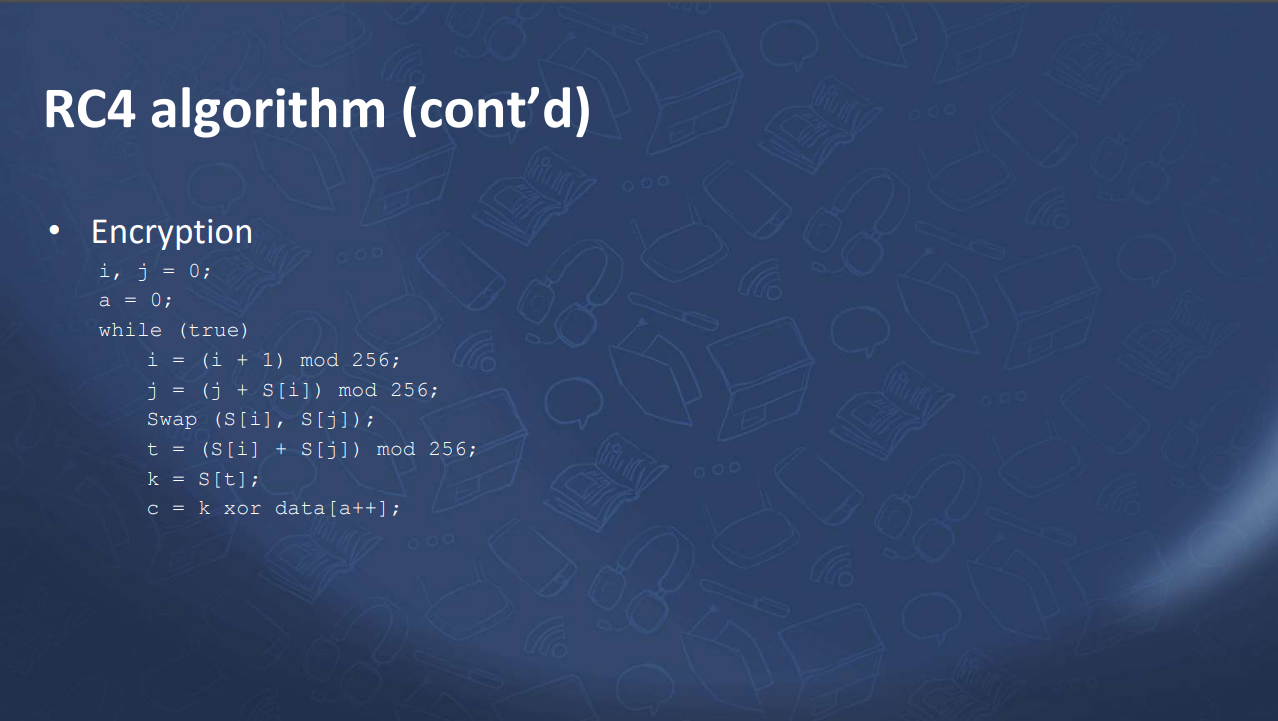 RC4 algorithm (cont’d)
• Encryption
i, j = 0;
a = 0;
while (true)
i = (i + 1) mod 256;
j = (j + S[i]) mod 256;
Swap (S[i], S[j]);
t = (S[i] + S[j]) mod 256;
k = S[t];
c = k xor data[a++];